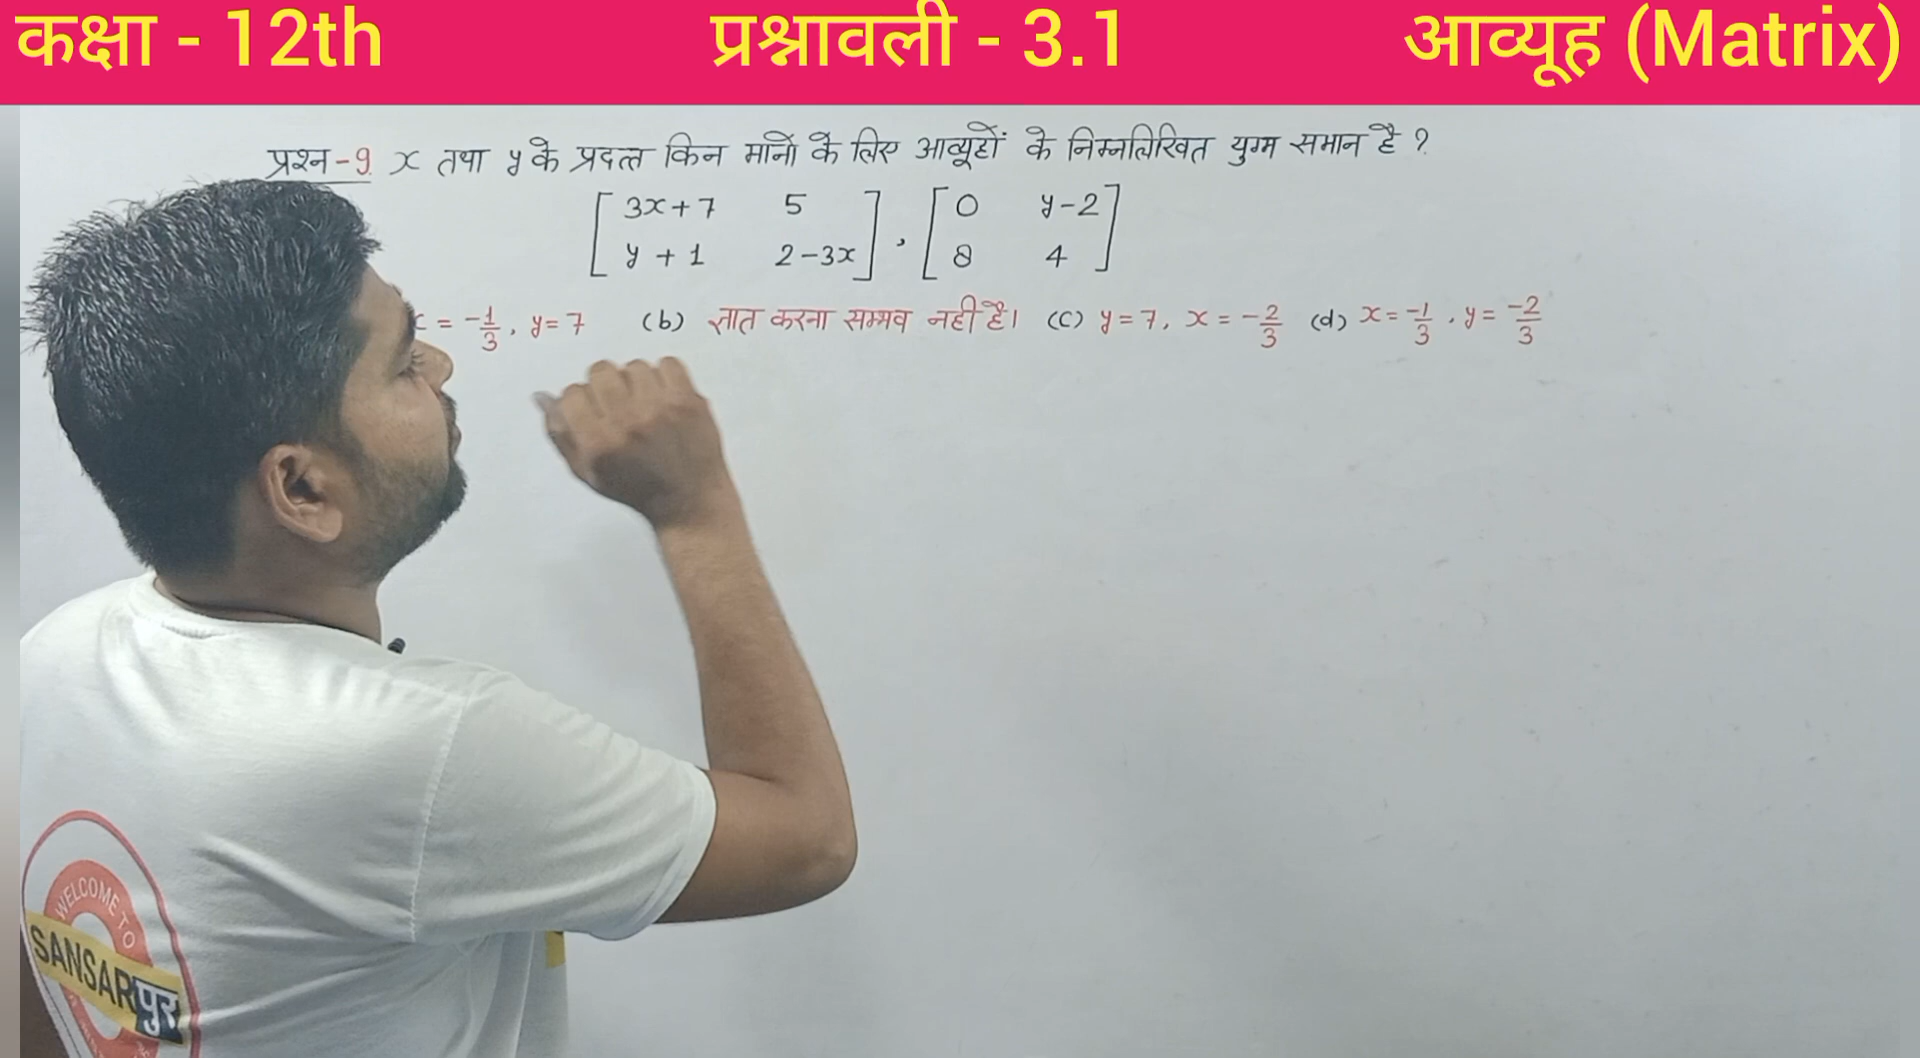 कक्षा - 12th प्रश्नावली - 3.1 आव्यूह (Matrix)
प्रश्न-9. x तथा y के प्रदत्त किन मानों के लिए आव्यूहों के निम्नलिखित युग्म समान है ?
[ 3x+7 5 ] , [ 0 y-2 ]
[ y+1 2-3x ] [ 8 4 ]
= -1/3, y=7 (b) ज्ञात करना सम्भव नहीं है। (c) y=7, x=-2/3 (d) x=-1/3, y=-2/3
WELCOME TO
SANSARपुर